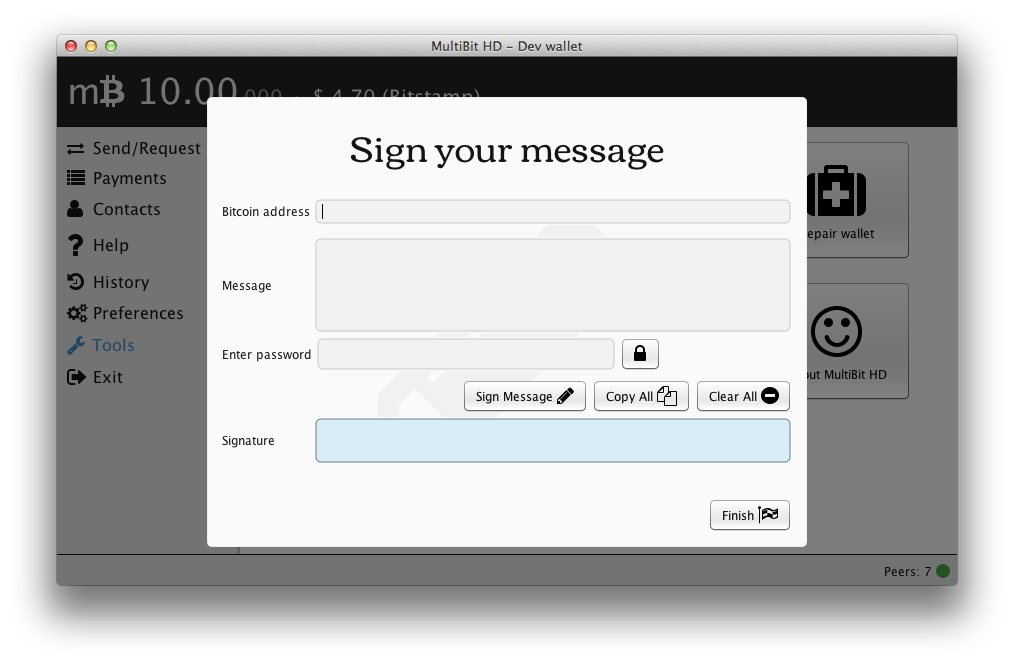 MultiBit HD – Dev wallet
m₿ 10.00 000 ~ $ 4.70 (Bitstamp)
Send/Request
Payments
Contacts
Help
History
Preferences
Tools
Exit
Sign your message
Bitcoin address
Message
Enter password
Sign Message
Copy All
Clear All
Signature
Finish
epair wallet
out MultiBit HD
Peers: 7